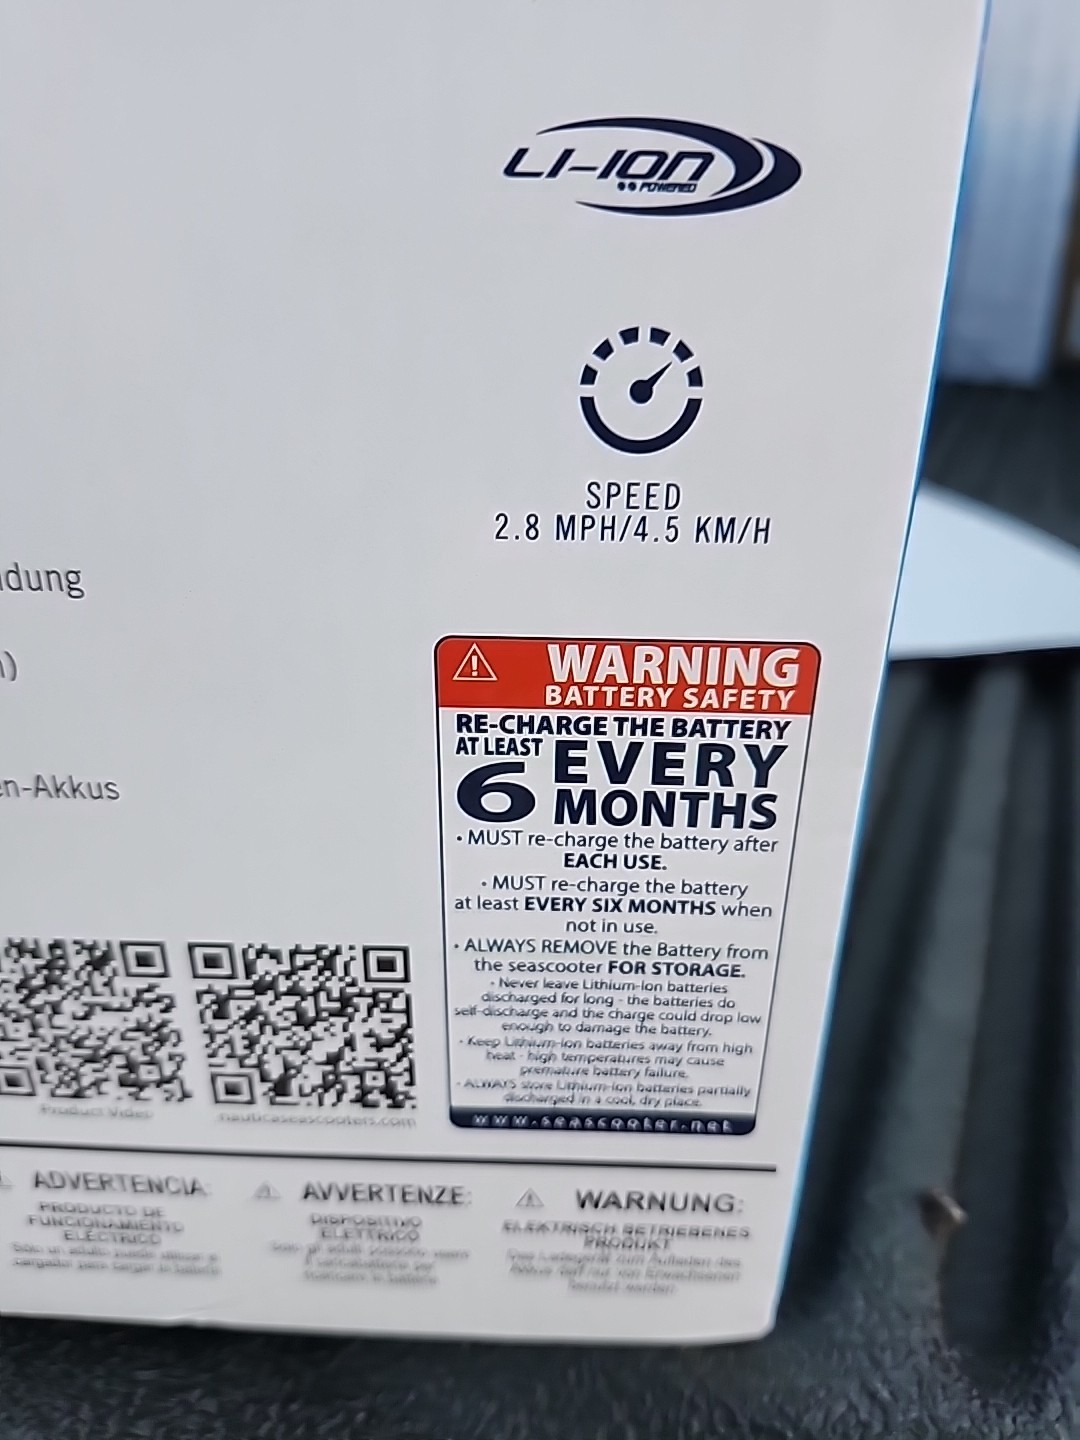 LI-ION
POWERED
SPEED
2.8 MPH/4.5 KM/H
dung
)
en-Akkus
WARNING
BATTERY SAFETY
RE-CHARGE THE BATTERY
AT LEAST
6 EVERY
MONTHS
• MUST re-charge the battery after
EACH USE.
• MUST re-charge the battery
at least EVERY SIX MONTHS when
not in use.
• ALWAYS REMOVE the Battery from
the seascooter FOR STORAGE.
• Never leave Lithium-Ion batteries
discharged for long - the batteries do
self-discharge and the charge could drop low
enough to damage the battery.
• Keep Lithium-Ion batteries away from high
heat - high temperatures may cause
premature battery failure.
• ALWAYS store Lithium-Ion batteries partially
discharged in a cool, dry place.
www.seascooter.net
Product Video
nauticaseascooters.com
ADVERTENCIA:
PRODUCTO DE
FUNCIONAMIENTO
ELÉCTRICO
AVVERTENZE:
DISPOSITIVO
ELETTRICO
WARNUNG:
ELEKTRISCH BETRIEBENES
PRODUKT